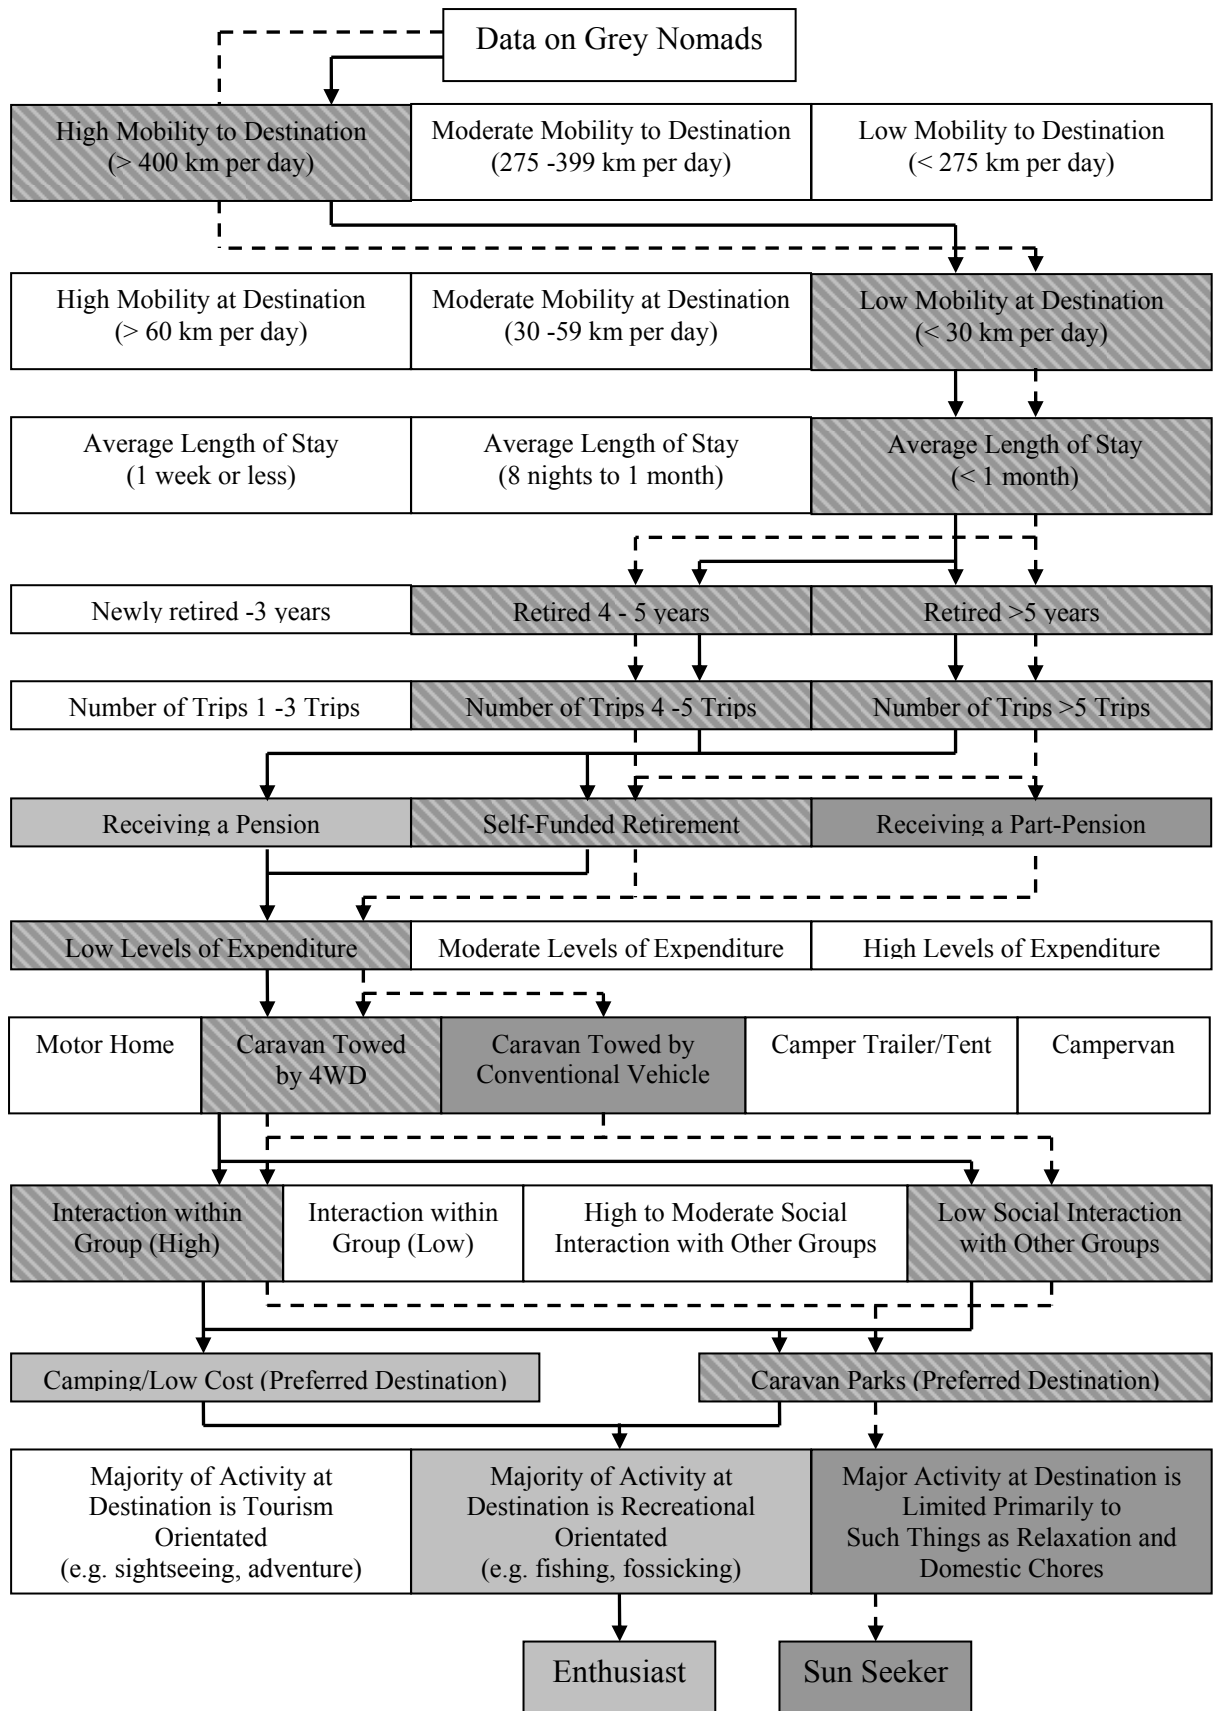 Data on Grey Nomads
High Mobility to Destination
(> 400 km per day)
Moderate Mobility to Destination
(275 -399 km per day)
Low Mobility to Destination
(< 275 km per day)
High Mobility at Destination
(> 60 km per day)
Moderate Mobility at Destination
(30 -59 km per day)
Low Mobility at Destination
(< 30 km per day)
Average Length of Stay
(1 week or less)
Average Length of Stay
(8 nights to 1 month)
Average Length of Stay
(< 1 month)
Newly retired -3 years
Retired 4 - 5 years
Retired >5 years
Number of Trips 1 -3 Trips
Number of Trips 4 -5 Trips
Number of Trips >5 Trips
Receiving a Pension
Self-Funded Retirement
Receiving a Part-Pension
Low Levels of Expenditure
Moderate Levels of Expenditure
High Levels of Expenditure
Motor Home
Caravan Towed
by 4WD
Caravan Towed by
Conventional Vehicle
Camper Trailer/Tent
Campervan
Interaction within
Group (High)
Interaction within
Group (Low)
High to Moderate Social
Interaction with Other Groups
Low Social Interaction
with Other Groups
Camping/Low Cost (Preferred Destination)
Caravan Parks (Preferred Destination)
Majority of Activity at
Destination is Tourism
Orientated
(e.g. sightseeing, adventure)
Majority of Activity at
Destination is Recreational
Orientated
(e.g. fishing, fossicking)
Major Activity at Destination is
Limited Primarily to
Such Things as Relaxation and
Domestic Chores
Enthusiast
Sun Seeker